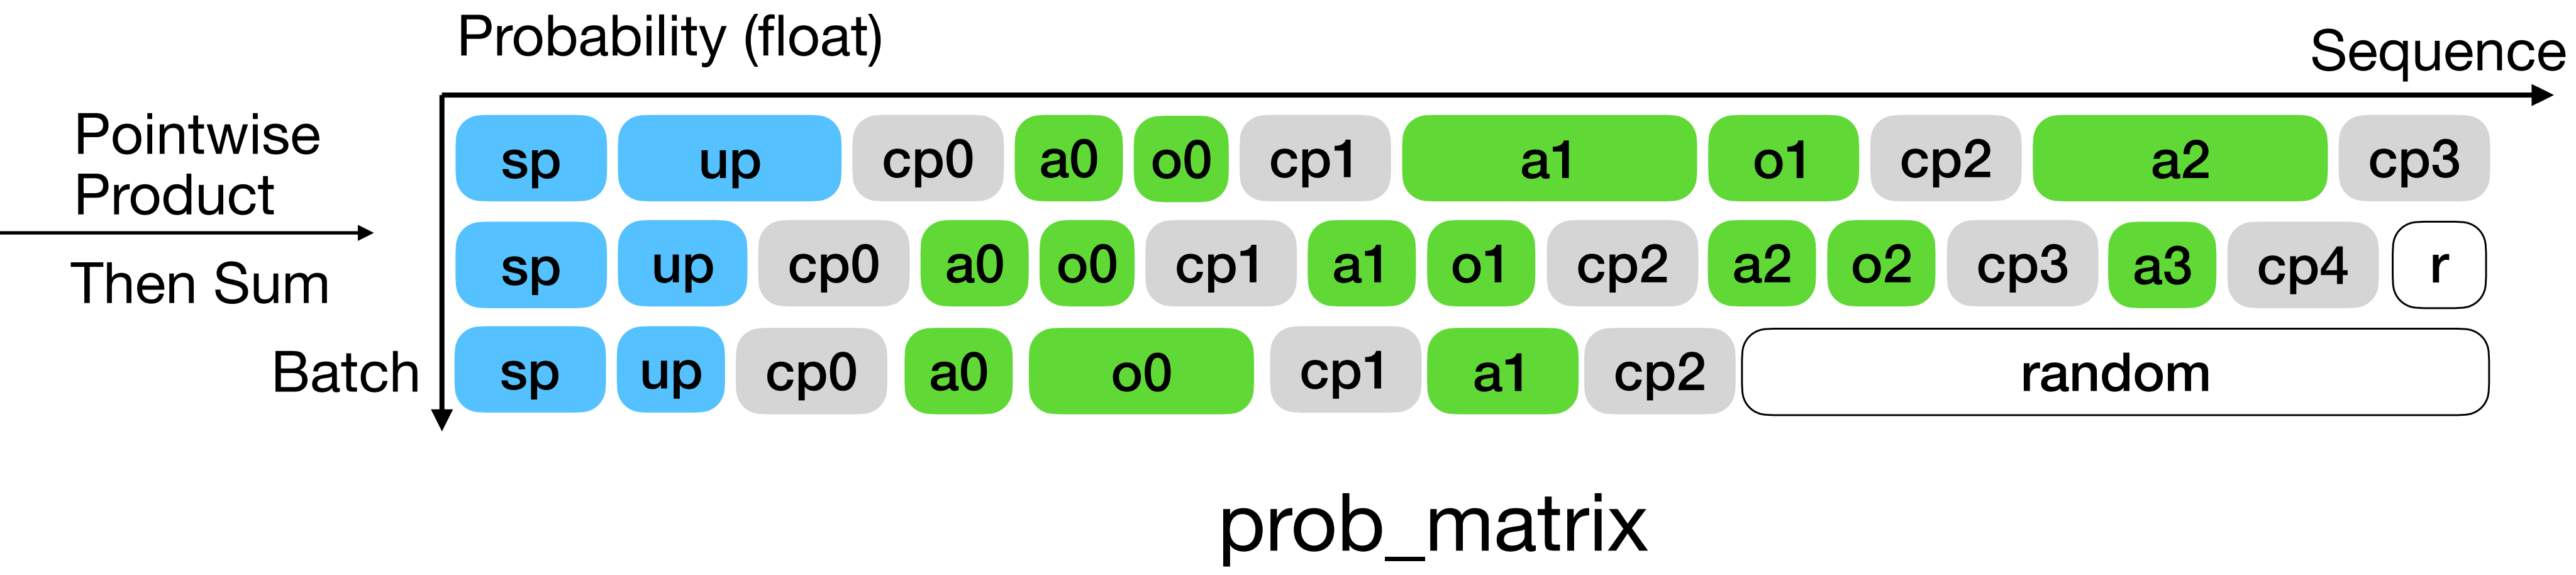 Probability (float)
Sequence
Pointwise
Product
Then Sum
Batch
sp up cp0 a0 o0 cp1 a1 o1 cp2 a2 cp3
sp up cp0 a0 o0 cp1 a1 o1 cp2 a2 o2 cp3 a3 cp4 r
sp up cp0 a0 o0 cp1 a1 cp2 random
prob_matrix